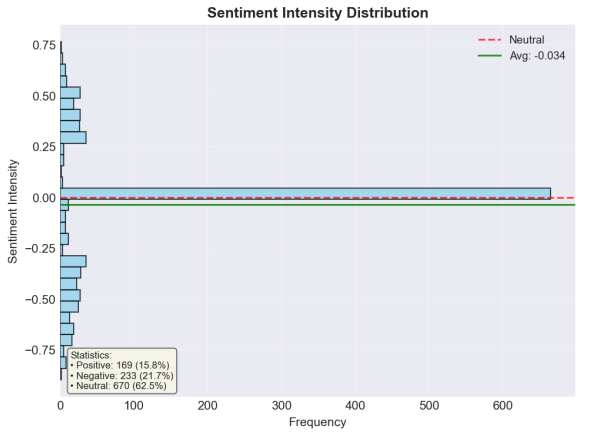 Sentiment Intensity Distribution
Neutral
Avg: -0.034
0.75
0.50
0.25
0.00
−0.25
−0.50
−0.75
Sentiment Intensity
Statistics:
• Positive: 169 (15.8%)
• Negative: 233 (21.7%)
• Neutral: 670 (62.5%)
0 100 200 300 400 500 600
Frequency